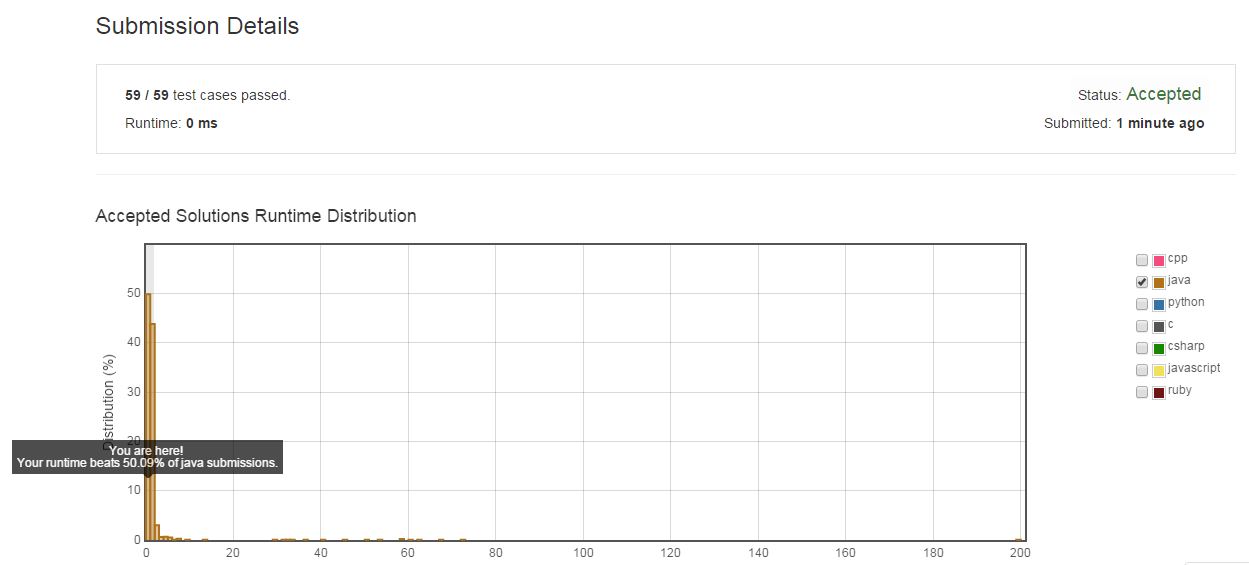 Submission Details
59 / 59 test cases passed.
Status: Accepted
Runtime: 0 ms
Submitted: 1 minute ago
Accepted Solutions Runtime Distribution
cpp
java
python
c
csharp
javascript
ruby
Distribution (%)
50
40
30
20
10
0
You are here!
Your runtime beats 50.09% of java submissions.
0 20 40 60 80 100 120 140 160 180 200